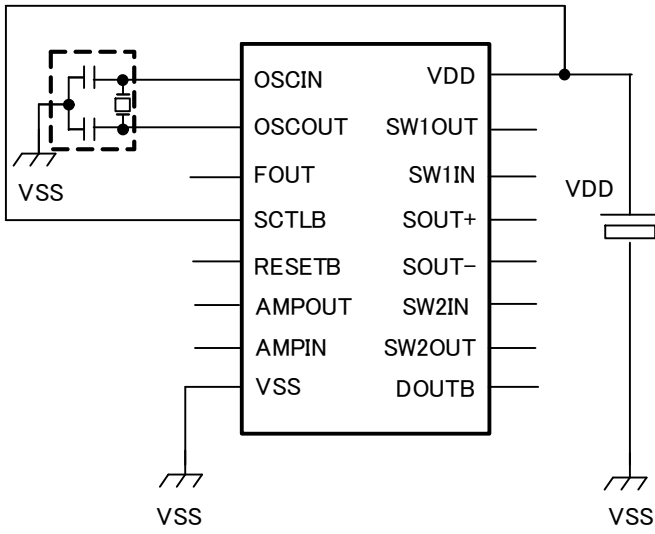 OSCIN
OSCOUT
FOUT
SCTLB
RESETB
AMPOUT
AMPIN
VSS
VDD
SW1OUT
SW1IN
SOUT+
SOUT−
SW2IN
SW2OUT
DOUTB
VSS
VDD
VSS
VSS